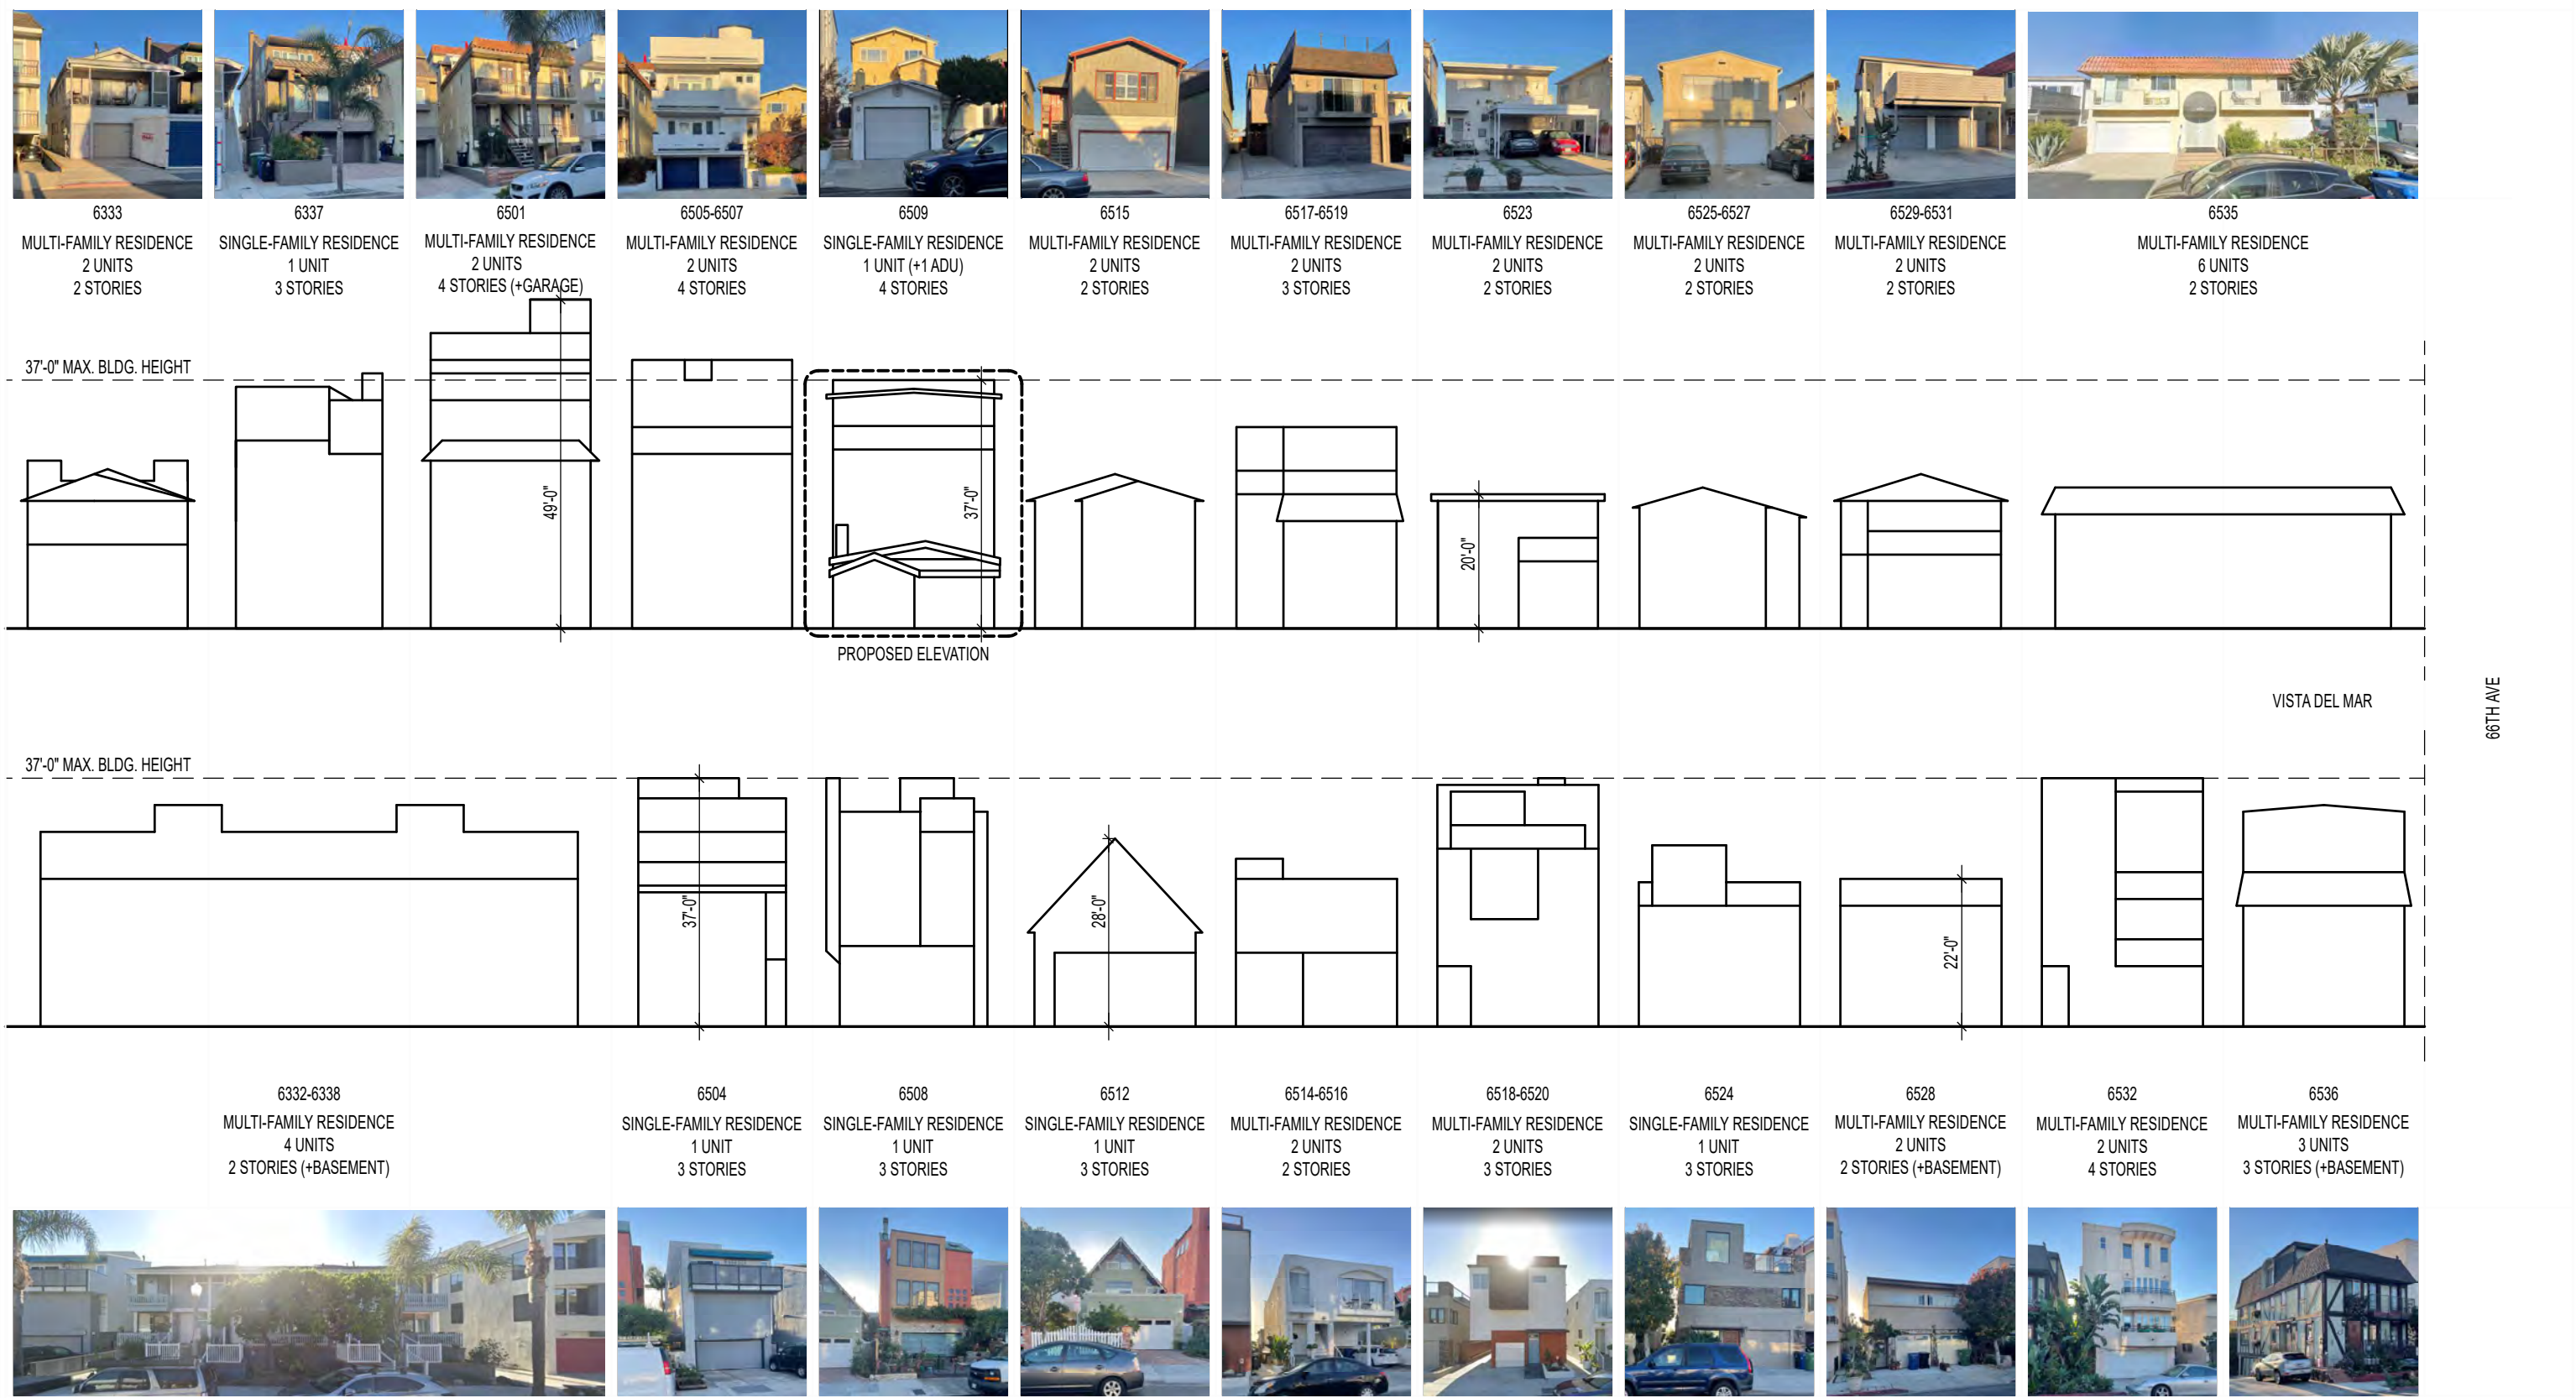 6333
MULTI-FAMILY RESIDENCE
2 UNITS
2 STORIES
6337
SINGLE-FAMILY RESIDENCE
1 UNIT
3 STORIES
6501
MULTI-FAMILY RESIDENCE
2 UNITS
4 STORIES (+GARAGE)
6505-6507
MULTI-FAMILY RESIDENCE
2 UNITS
4 STORIES
6509
SINGLE-FAMILY RESIDENCE
1 UNIT (+1 ADU)
4 STORIES
6515
MULTI-FAMILY RESIDENCE
2 UNITS
2 STORIES
6517-6519
MULTI-FAMILY RESIDENCE
2 UNITS
3 STORIES
6523
MULTI-FAMILY RESIDENCE
2 UNITS
2 STORIES
6525-6527
MULTI-FAMILY RESIDENCE
2 UNITS
2 STORIES
6529-6531
MULTI-FAMILY RESIDENCE
2 UNITS
2 STORIES
6535
MULTI-FAMILY RESIDENCE
6 UNITS
2 STORIES
37'-0" MAX. BLDG. HEIGHT
49'-0"
37'-0"
20'-0"
PROPOSED ELEVATION
VISTA DEL MAR
66TH AVE
37'-0" MAX. BLDG. HEIGHT
37'-0"
28'-0"
22'-0"
6332-6338
MULTI-FAMILY RESIDENCE
4 UNITS
2 STORIES (+BASEMENT)
6504
SINGLE-FAMILY RESIDENCE
1 UNIT
3 STORIES
6508
SINGLE-FAMILY RESIDENCE
1 UNIT
3 STORIES
6512
SINGLE-FAMILY RESIDENCE
1 UNIT
3 STORIES
6514-6516
MULTI-FAMILY RESIDENCE
2 UNITS
2 STORIES
6518-6520
MULTI-FAMILY RESIDENCE
2 UNITS
3 STORIES
6524
SINGLE-FAMILY RESIDENCE
1 UNIT
3 STORIES
6528
MULTI-FAMILY RESIDENCE
2 UNITS
2 STORIES (+BASEMENT)
6532
MULTI-FAMILY RESIDENCE
2 UNITS
4 STORIES
6536
MULTI-FAMILY RESIDENCE
3 UNITS
3 STORIES (+BASEMENT)